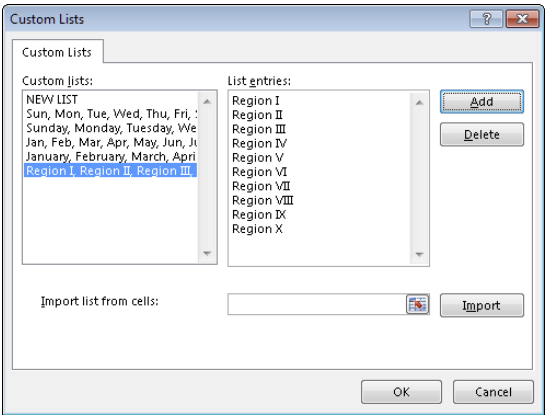 Custom Lists
Custom Lists
Custom lists:
NEW LIST
Sun, Mon, Tue, Wed, Thu, Fri,
Sunday, Monday, Tuesday, We
Jan, Feb, Mar, Apr, May, Jun, Ju
January, February, March, Apri
Region I, Region II, Region III,
List entries:
Region I
Region II
Region III
Region IV
Region V
Region VI
Region VII
Region VIII
Region IX
Region X
Add
Delete
Import list from cells:
Import
OK
Cancel